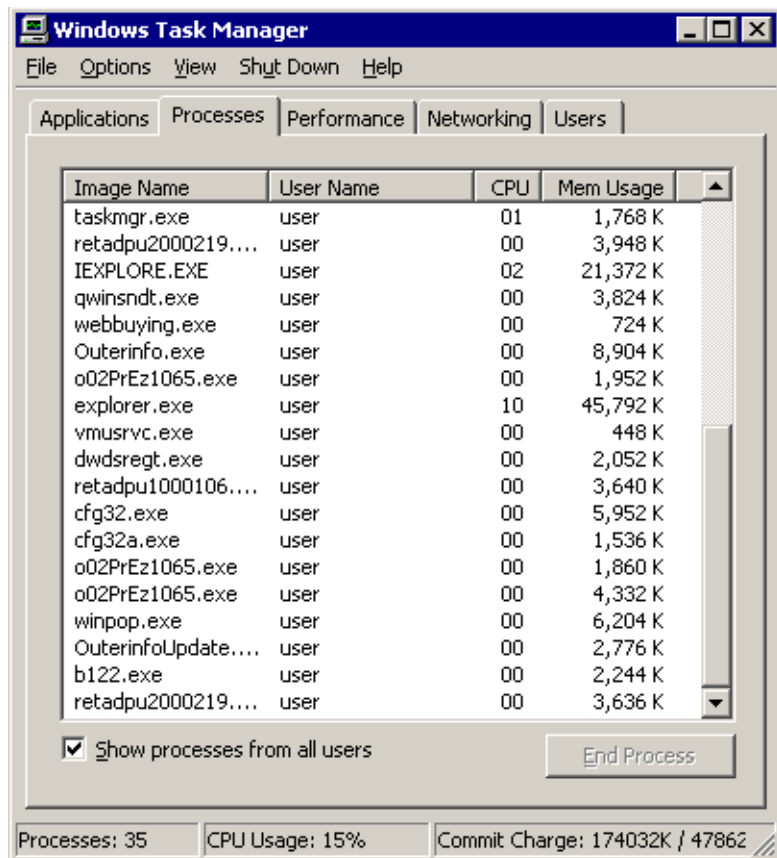 Windows Task Manager
File Options View Shut Down Help
Applications Processes Performance Networking Users
Image Name User Name CPU Mem Usage
taskmgr.exe user 01 1,768 K
retadpu2000219.... user 00 3,948 K
IEXPLORE.EXE user 02 21,372 K
qwinsndt.exe user 00 3,824 K
webbuying.exe user 00 724 K
Outerinfo.exe user 00 8,904 K
o02PrEz1065.exe user 00 1,952 K
explorer.exe user 10 45,792 K
vmusrvc.exe user 00 448 K
dwdsregt.exe user 00 2,052 K
retadpu1000106.... user 00 3,640 K
cfg32.exe user 00 5,952 K
cfg32a.exe user 00 1,536 K
o02PrEz1065.exe user 00 1,860 K
o02PrEz1065.exe user 00 4,332 K
winpop.exe user 00 6,204 K
OuterinfoUpdate.... user 00 2,776 K
b122.exe user 00 2,244 K
retadpu2000219.... user 00 3,636 K
Show processes from all users End Process
Processes: 35 CPU Usage: 15% Commit Charge: 174032K / 47862